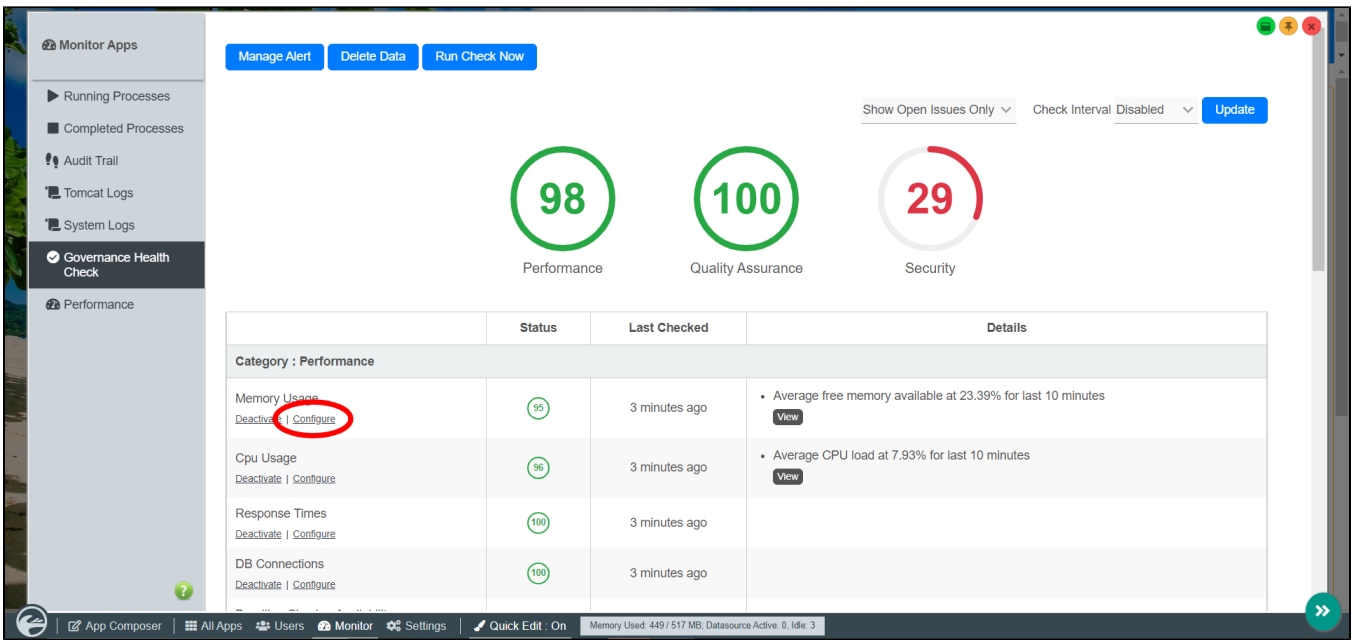 Monitor Apps
Running Processes
Completed Processes
Audit Trail
Tomcat Logs
System Logs
Governance Health
Check
Performance
Manage Alert Delete Data Run Check Now
Show Open Issues Only Check Interval Disabled Update
98 100 29
Performance Quality Assurance Security
Status Last Checked Details
Category : Performance
Memory Usage
Deactivate | Configure
95
3 minutes ago
Average free memory available at 23.39% for last 10 minutes
View
Cpu Usage
Deactivate | Configure
96
3 minutes ago
Average CPU load at 7.93% for last 10 minutes
View
Response Times
Deactivate | Configure
100
3 minutes ago
DB Connections
Deactivate | Configure
100
3 minutes ago
?
App Composer | All Apps Users Monitor Settings | Quick Edit : On Memory Used: 449 / 517 MB; Datasource Active: 0, Idle: 3